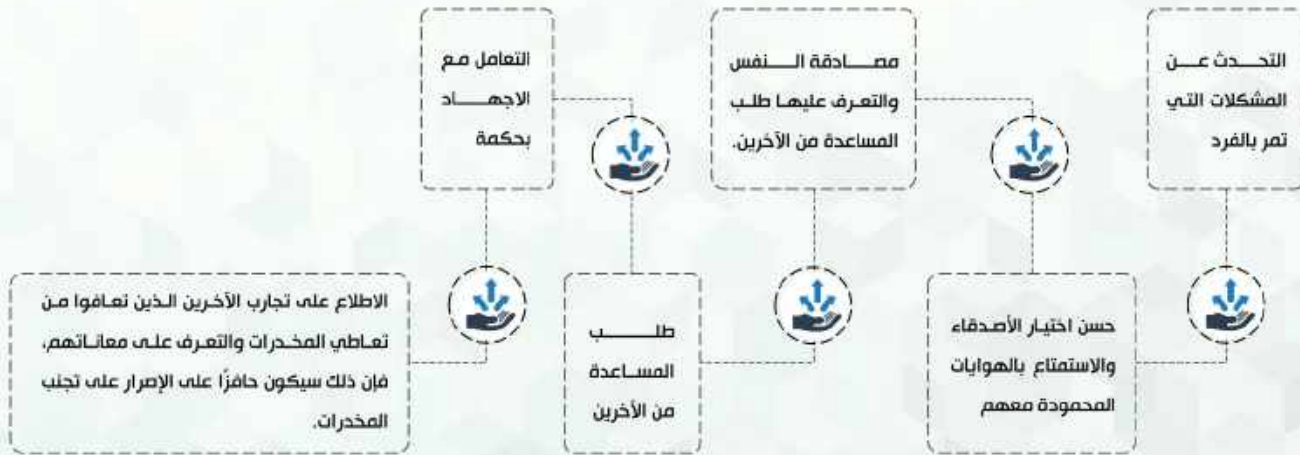 التحدث عن
المشكلات التي
تمر بالفرد
حسن اختيار الأصدقاء
والاستمتاع بالهوايات
المحمودة معهم
مصادقة النفس
والتعرف عليها طلب
المساعدة من الآخرين.
طلب
المساعدة
من الأخرين
التعامل مع
الاجهاد
بحكمة
الاطلاع على تجارب الآخرين الذين تعافوا من
تعاطي المخدرات والتعرف على معاناتهم،
فإن ذلك سيكون حافزًا على الإصرار على تجنب
المخدرات.